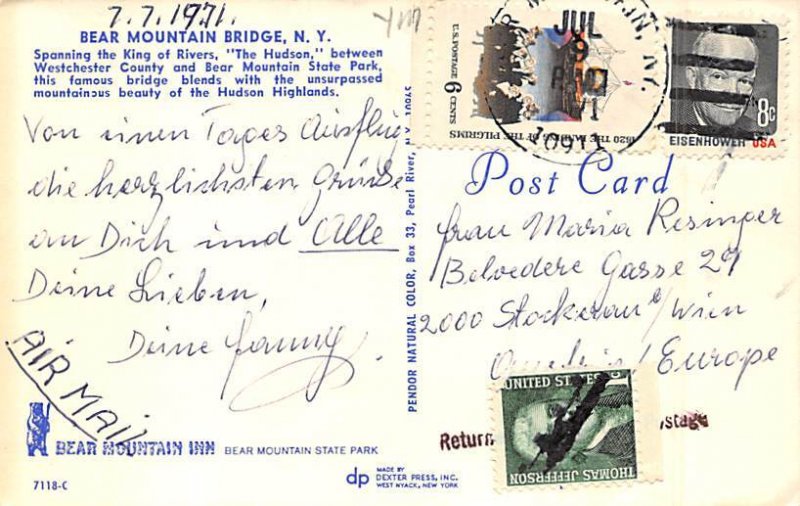 7.7.1971.
BEAR MOUNTAIN BRIDGE, N. Y.
Spanning the King of Rivers, "The Hudson," between
Westchester County and Bear Mountain State Park,
this famous bridge blends with the unsurpassed
mountainous beauty of the Hudson Highlands.
Von einen Tages Ausflug
die herzlichsten Grüße
an Dich und Alle
Deine Lieben,
Deine Fanny.
AIR MAIL
BEAR MOUNTAIN INN BEAR MOUNTAIN STATE PARK
7118-C
dp MADE BY
DEXTER PRESS, INC.
WEST NYACK, NEW YORK
PENDOR NATURAL COLOR, Box 33, Pearl River, N.Y. 10965
U.S. POSTAGE 6 CENTS
1620 THE LANDING OF THE PILGRIMS
JUL
9
10911
8c
EISENHOWER USA
Post Card
Frau Maria Resinger
Belvedere Gasse 29
2000 Stockerau b/Wien
Austria/Europe
UNITED STATES
THOMAS JEFFERSON
Return